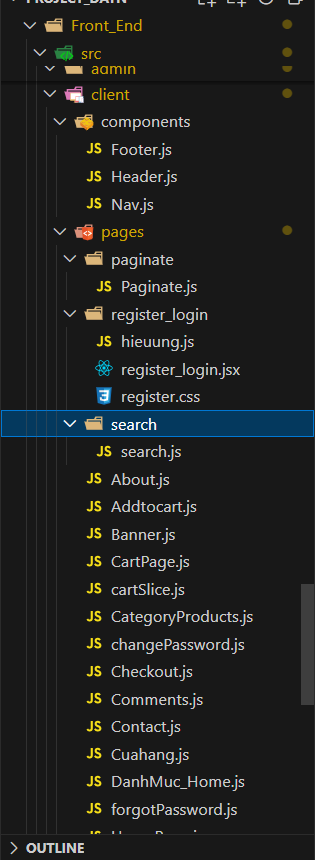 PROJECT_DATN
Front_End
src
admin
client
components
JS Footer.js
JS Header.js
JS Nav.js
pages
paginate
JS Paginate.js
register_login
JS hieuung.js
register_login.jsx
register.css
search
JS search.js
JS About.js
JS Addtocart.js
JS Banner.js
JS CartPage.js
JS cartSlice.js
JS CategoryProducts.js
JS changePassword.js
JS Checkout.js
JS Comments.js
JS Contact.js
JS Cuahang.js
JS DanhMuc_Home.js
JS forgotPassword.js
OUTLINE